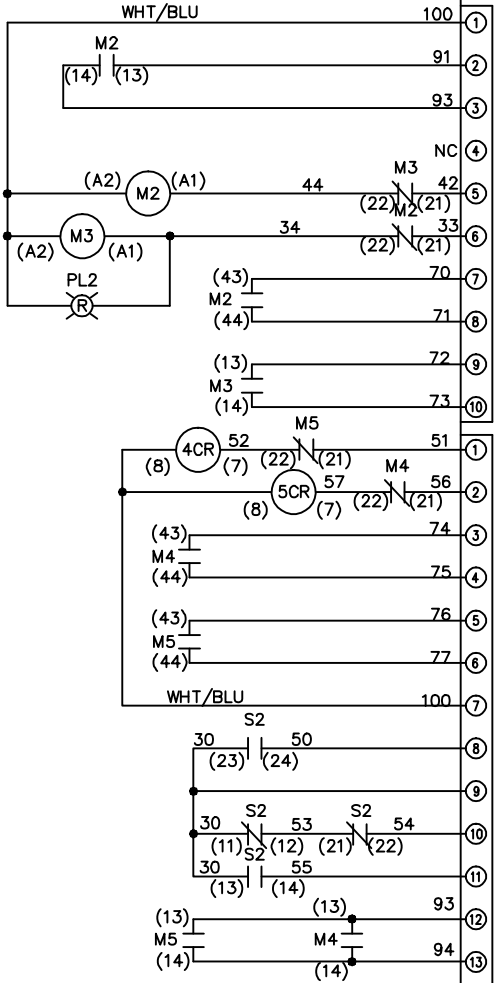 WHT/BLU 100 1
M2 91 2
(14) (13)
93 3
NC 4
M3
(A2) M2 (A1) 44 42 5
(22) (21)
M2
M3 34 33 6
(A2) (A1) (22) (21)
PL2
R
(43) 70 7
M2
(44) 71 8
(13) 72 9
M3
(14) 73 10
M5
4CR 52 51 1
(8) (7) (22) (21)
M4
5CR 57 56 2
(8) (7) (22) (21)
(43) 74 3
M4
(44) 75 4
(43) 76 5
M5
(44) 77 6
WHT/BLU 100 7
S2
30 50 8
(23) (24)
9
S2 S2
30 53 54 10
(11) (12) (21) (22)
S2
30 55 11
(13) (14)
(13) (13) 93 12
M5 M4
(14) (14) 94 13